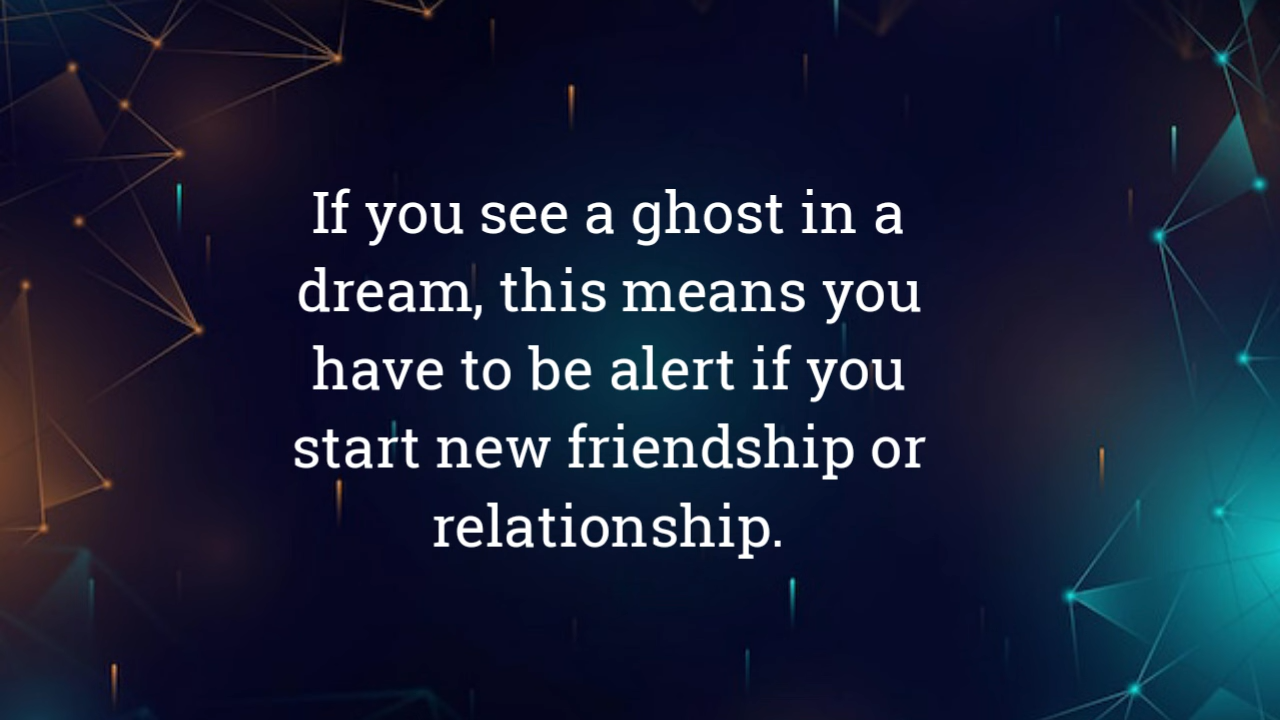 If you see a ghost in a
dream, this means you
have to be alert if you
start new friendship or
relationship.